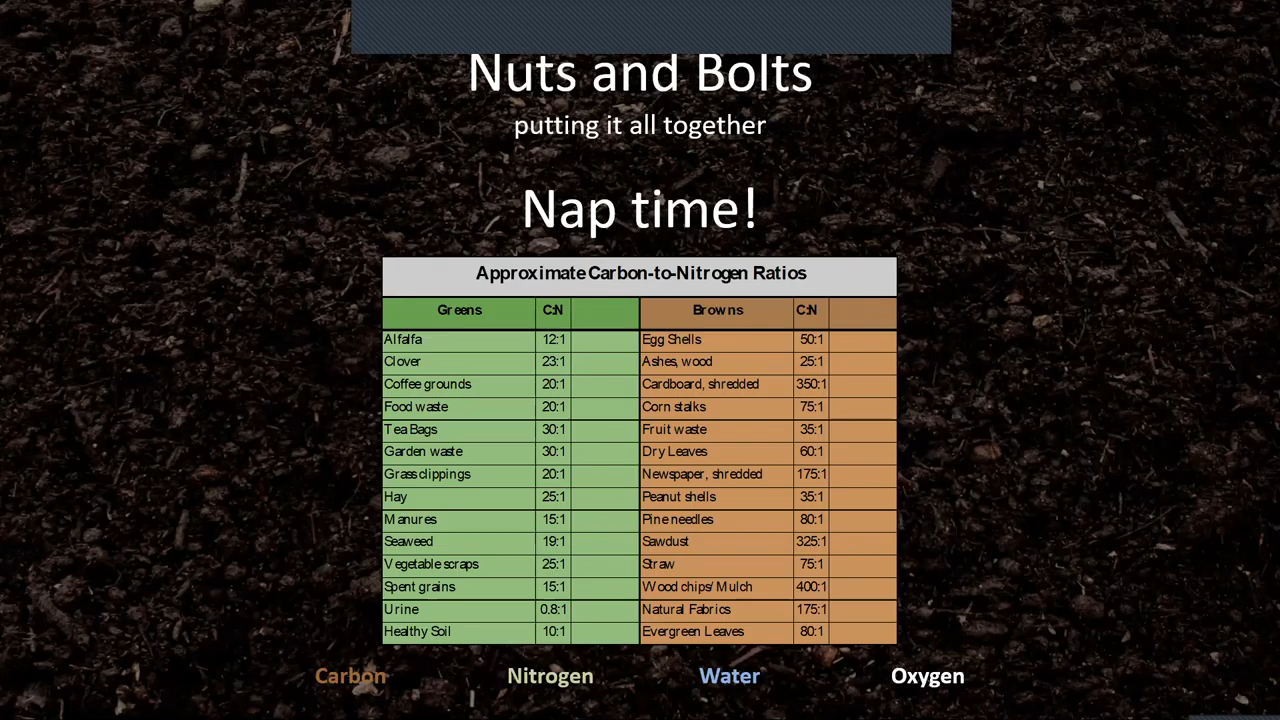 Nuts and Bolts
putting it all together
Nap time!
Approximate Carbon-to-Nitrogen Ratios
Greens C:N Browns C:N
Alfalfa 12:1 Egg Shells 50:1
Clover 23:1 Ashes, wood 25:1
Coffee grounds 20:1 Cardboard, shredded 350:1
Food waste 20:1 Corn stalks 75:1
Tea Bags 30:1 Fruit waste 35:1
Garden waste 30:1 Dry Leaves 60:1
Grass clippings 20:1 Newspaper, shredded 175:1
Hay 25:1 Peanut shells 35:1
Manures 15:1 Pine needles 80:1
Seaweed 19:1 Sawdust 325:1
Vegetable scraps 25:1 Straw 75:1
Spent grains 15:1 Wood chips/ Mulch 400:1
Urine 0.8:1 Natural Fabrics 175:1
Healthy Soil 10:1 Evergreen Leaves 80:1
Carbon Nitrogen Water Oxygen